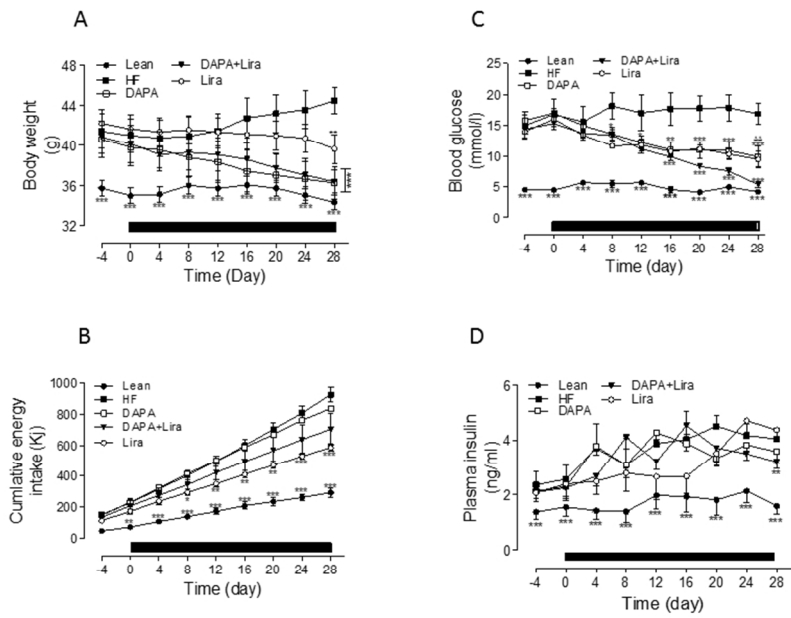 A
Body weight
(g)
48
44
40
36
32
Lean
HF
DAPA
DAPA+Lira
Lira
***
*** *** *** *** *** *** *** *** ***
-4 0 4 8 12 16 20 24 28
Time (Day)
C
Blood glucose
(mmol/l)
25
20
15
10
5
0
Lean
HF
DAPA
DAPA+Lira
Lira
** *** ***
*** ***
*** *** *** *** *** *** *** *** ***
-4 0 4 8 12 16 20 24 28
Time (day)
B
Cumlative energy
intake (Kj)
1000
800
600
400
200
0
Lean
HF
DAPA
DAPA+Lira
Lira
* ** ** ** *** ***
** *** *** *** *** *** *** ***
-4 0 4 8 12 16 20 24 28
Time (day)
D
Plasma insulin
(ng/ml)
6
4
2
0
Lean
HF
DAPA
DAPA+Lira
Lira
**
*** *** *** *** *** *** *** *** ***
-4 0 4 8 12 16 20 24 28
Time (day)